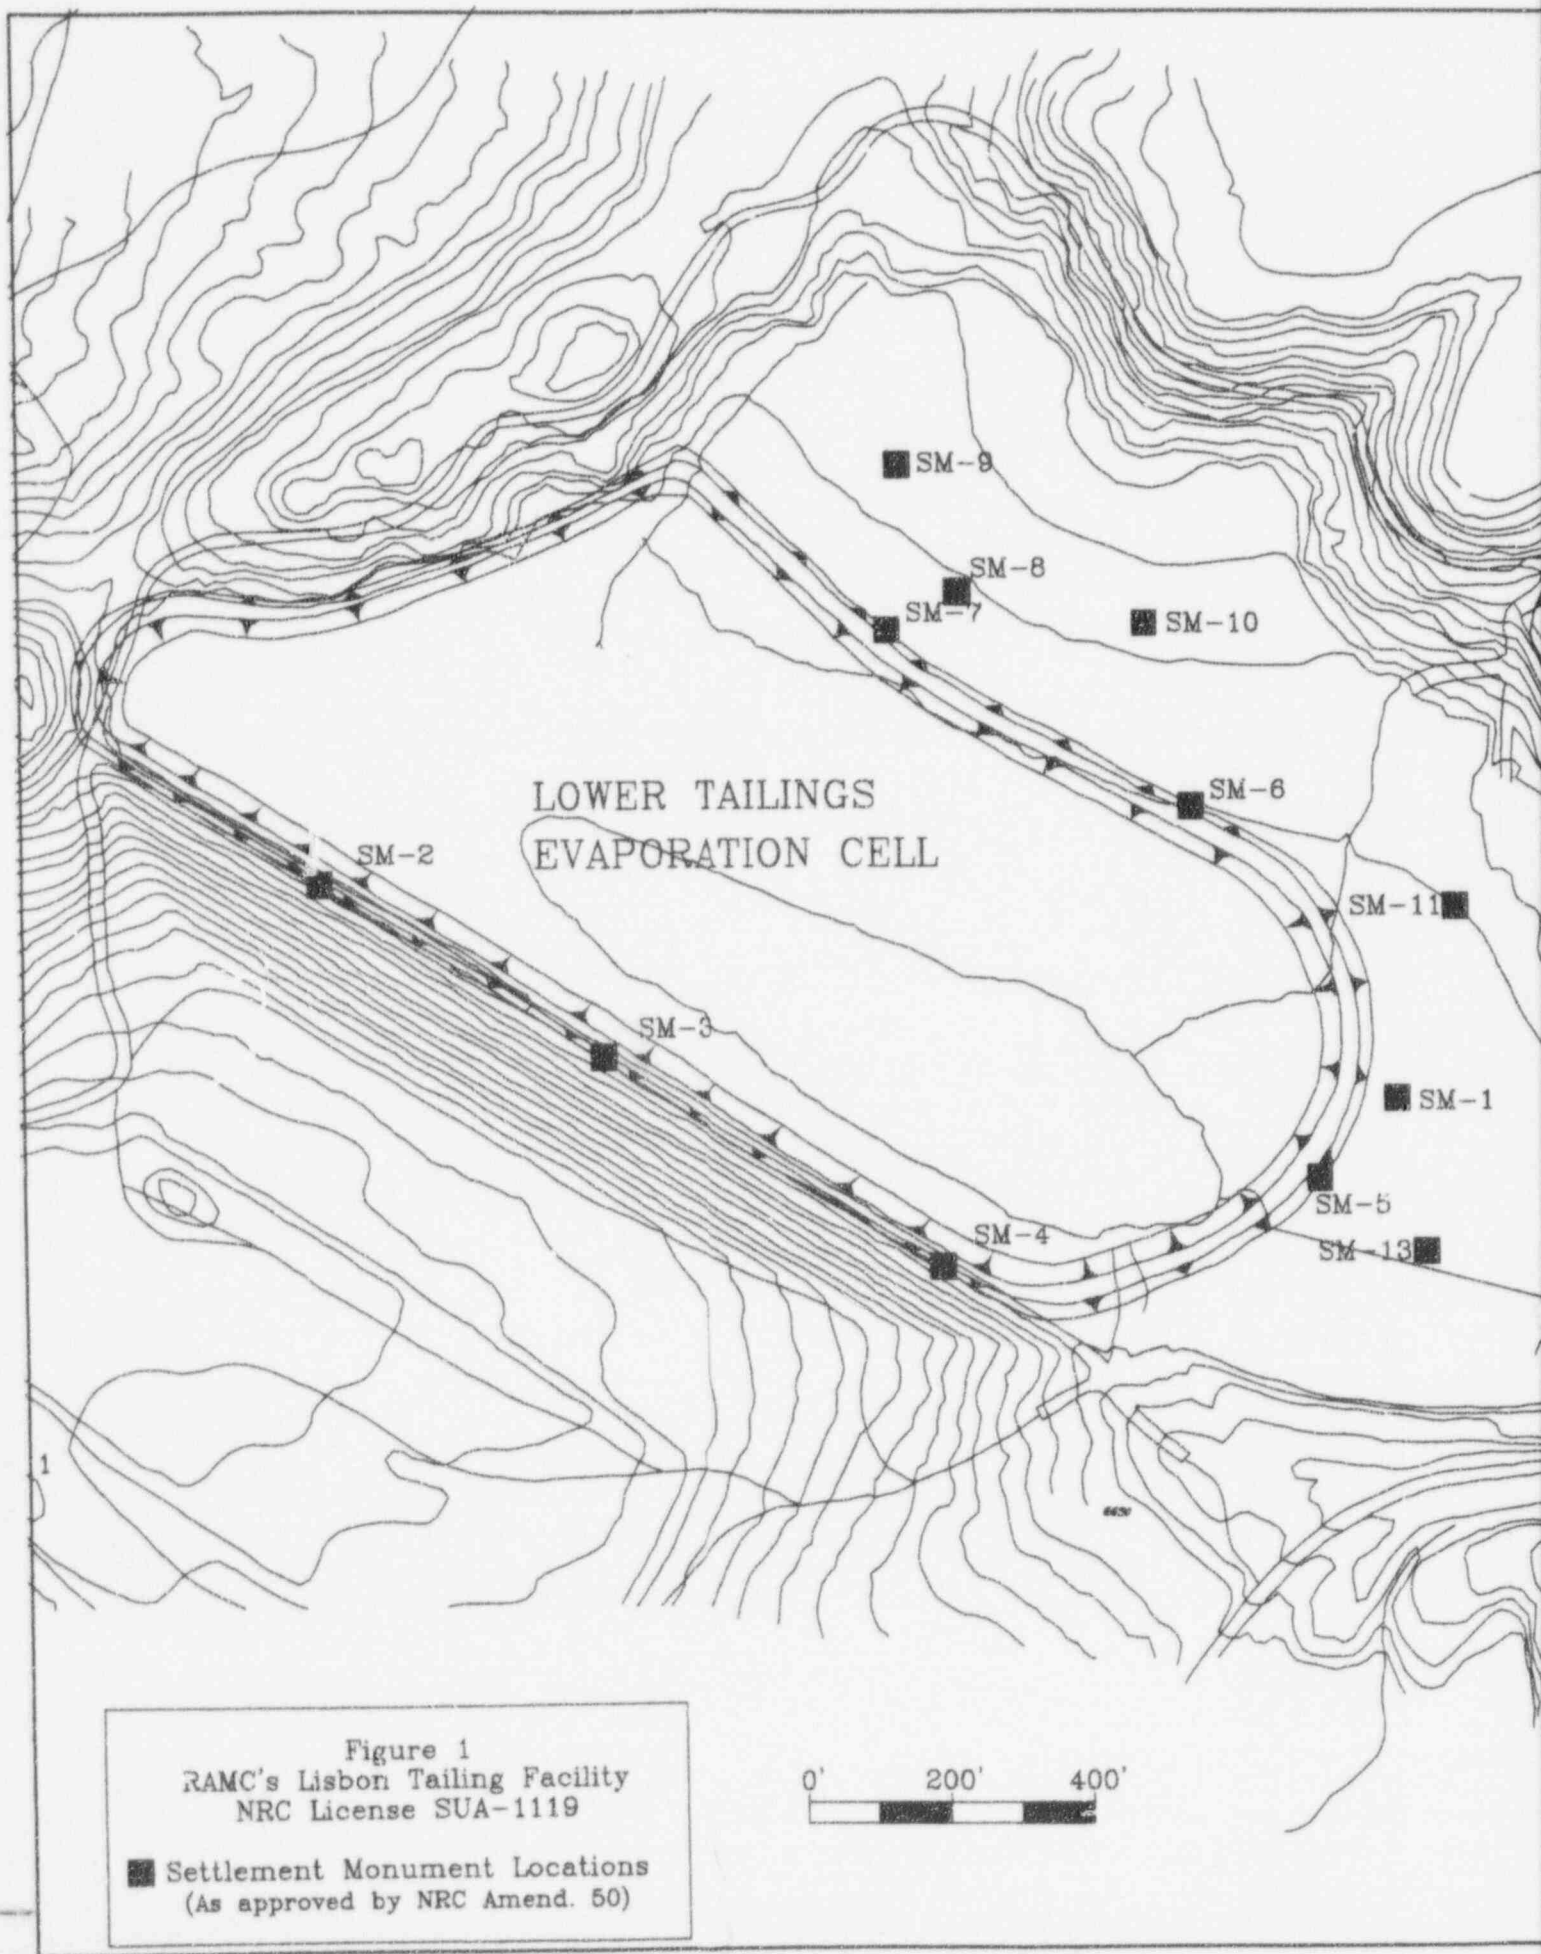 SM-9
SM-8
SM-7
SM-10
SM-6
LOWER TAILINGS
EVAPORATION CELL
SM-2
SM-11
SM-3
SM-1
SM-5
SM-4
SM-13
1
6650
Figure 1
RAMC's Lisbon Tailing Facility
NRC License SUA-1119
Settlement Monument Locations
(As approved by NRC Amend. 50)
0' 200' 400'